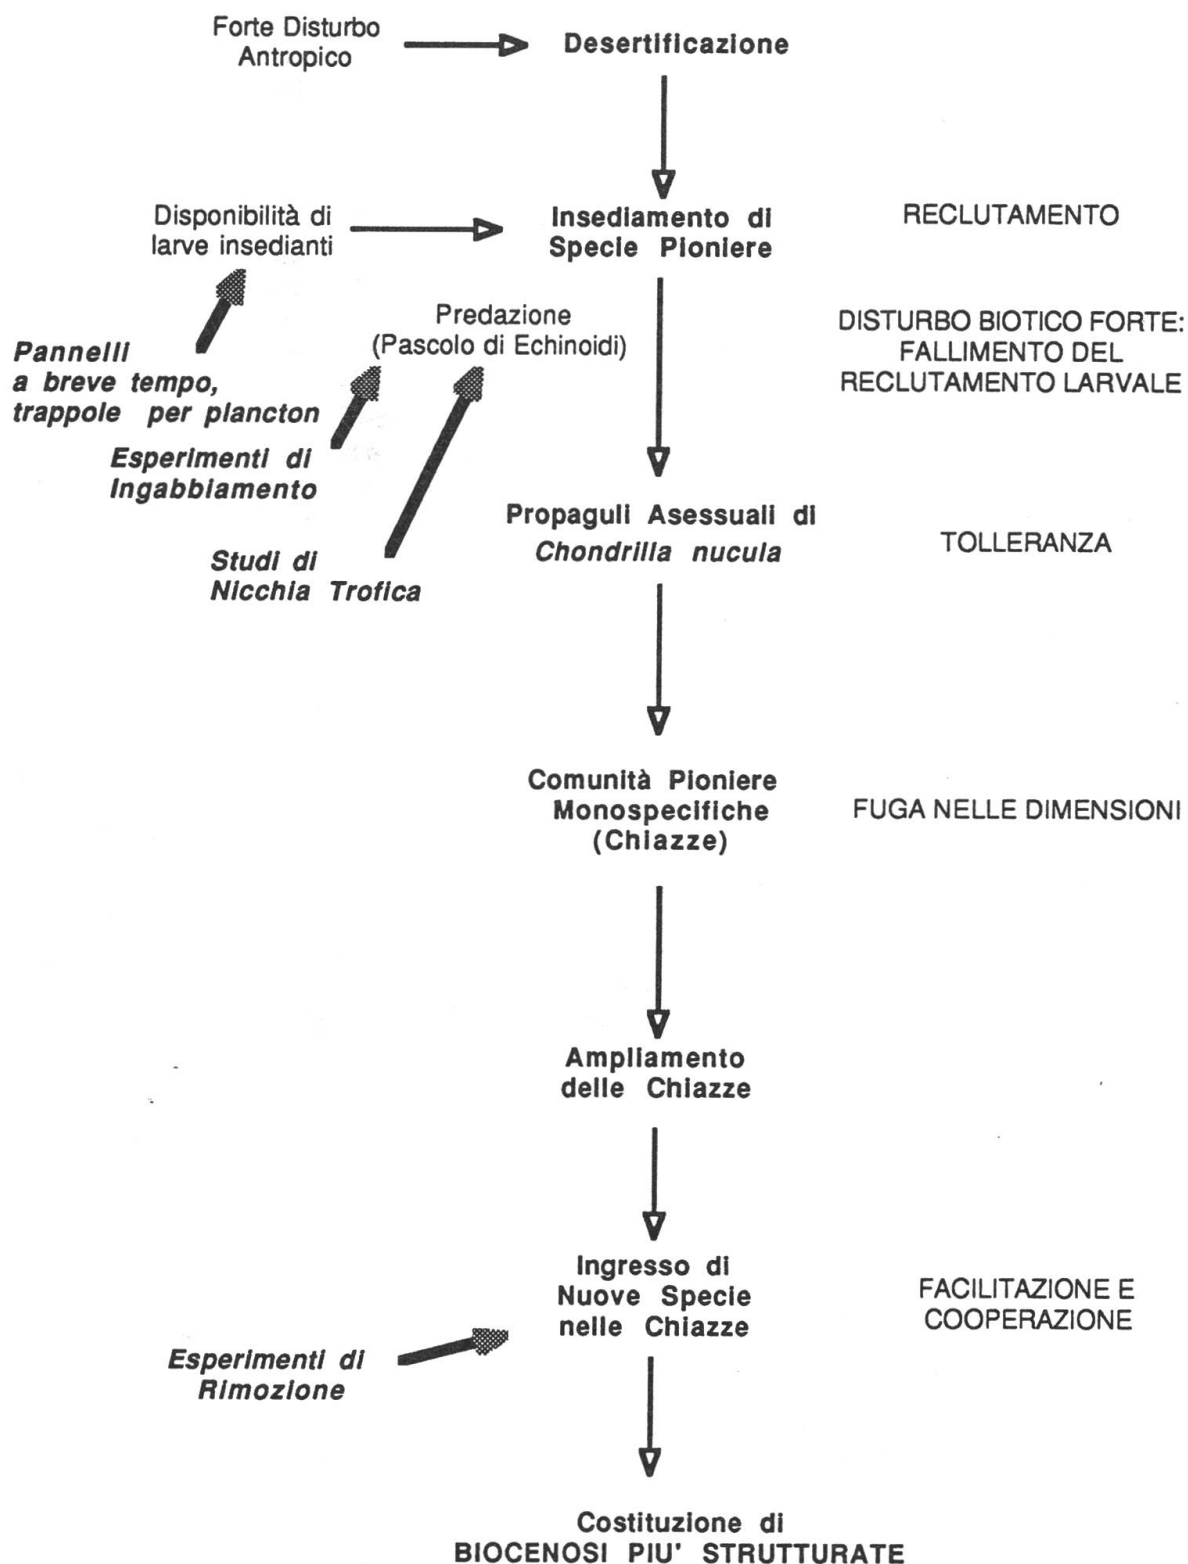 Forte Disturbo
Antropico
Desertificazione
Disponibilità di
larve insedianti
Insediamento di
Specie Pioniere
RECLUTAMENTO
Predazione
(Pascolo di Echinoidi)
DISTURBO BIOTICO FORTE:
FALLIMENTO DEL
RECLUTAMENTO LARVALE
Pannelli
a breve tempo,
trappole per plancton
Esperimenti di
Ingabbiamento
Propaguli Asessuali di
Chondrilla nucula
TOLLERANZA
Studi di
Nicchia Trofica
Comunità Pioniere
Monospecifiche
(Chiazze)
FUGA NELLE DIMENSIONI
Ampliamento
delle Chiazze
Ingresso di
Nuove Specie
nelle Chiazze
FACILITAZIONE E
COOPERAZIONE
Esperimenti di
Rimozione
Costituzione di
BIOCENOSI PIU' STRUTTURATE